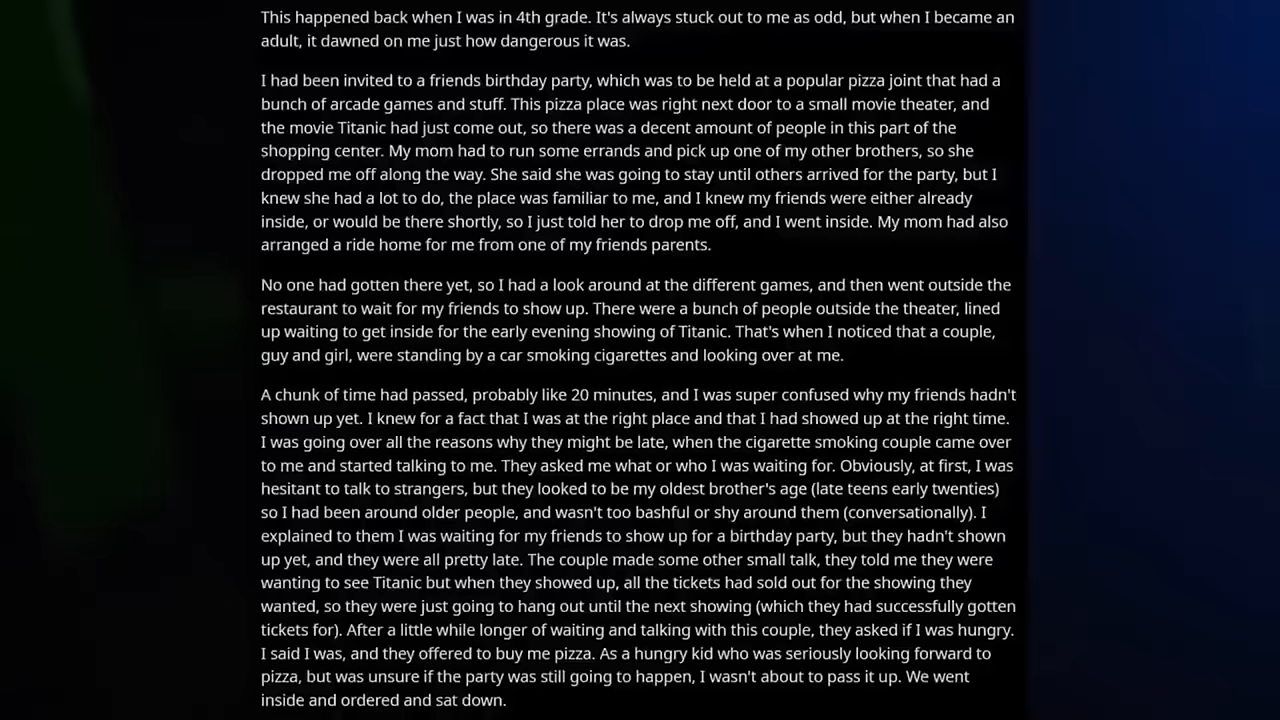 This happened back when I was in 4th grade. It's always stuck out to me as odd, but when I became an
adult, it dawned on me just how dangerous it was.
I had been invited to a friends birthday party, which was to be held at a popular pizza joint that had a
bunch of arcade games and stuff. This pizza place was right next door to a small movie theater, and
the movie Titanic had just come out, so there was a decent amount of people in this part of the
shopping center. My mom had to run some errands and pick up one of my other brothers, so she
dropped me off along the way. She said she was going to stay until others arrived for the party, but I
knew she had a lot to do, the place was familiar to me, and I knew my friends were either already
inside, or would be there shortly, so I just told her to drop me off, and I went inside. My mom had also
arranged a ride home for me from one of my friends parents.
No one had gotten there yet, so I had a look around at the different games, and then went outside the
restaurant to wait for my friends to show up. There were a bunch of people outside the theater, lined
up waiting to get inside for the early evening showing of Titanic. That's when I noticed that a couple,
guy and girl, were standing by a car smoking cigarettes and looking over at me.
A chunk of time had passed, probably like 20 minutes, and I was super confused why my friends hadn't
shown up yet. I knew for a fact that I was at the right place and that I had showed up at the right time.
I was going over all the reasons why they might be late, when the cigarette smoking couple came over
to me and started talking to me. They asked me what or who I was waiting for. Obviously, at first, I was
hesitant to talk to strangers, but they looked to be my oldest brother's age (late teens early twenties)
so I had been around older people, and wasn't too bashful or shy around them (conversationally). I
explained to them I was waiting for my friends to show up for a birthday party, but they hadn't shown
up yet, and they were all pretty late. The couple made some other small talk, they told me they were
wanting to see Titanic but when they showed up, all the tickets had sold out for the showing they
wanted, so they were just going to hang out until the next showing (which they had successfully gotten
tickets for). After a little while longer of waiting and talking with this couple, they asked if I was hungry.
I said I was, and they offered to buy me pizza. As a hungry kid who was seriously looking forward to
pizza, but was unsure if the party was still going to happen, I wasn't about to pass it up. We went
inside and ordered and sat down.